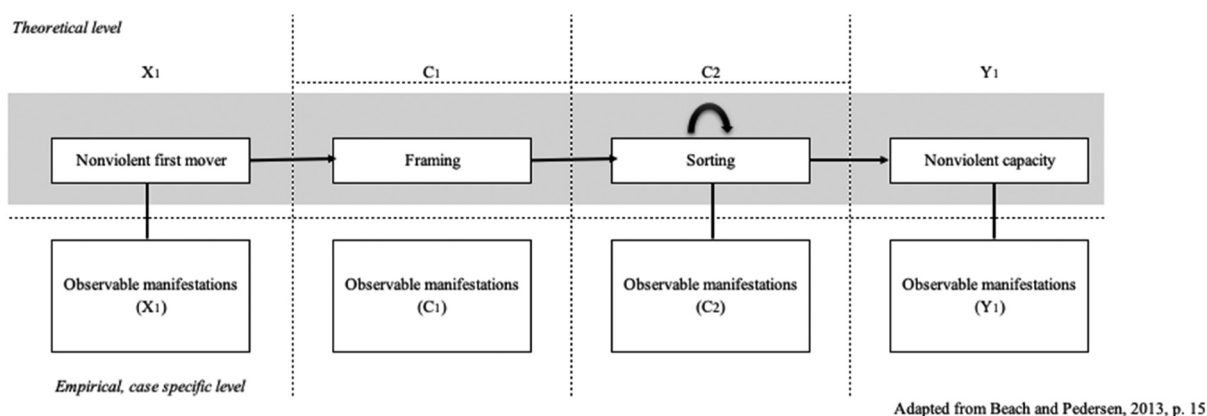 Theoretical level
X1
C1
C2
Y1
Nonviolent first mover
Framing
Sorting
Nonviolent capacity
Observable manifestations
(X1)
Observable manifestations
(C1)
Observable manifestations
(C2)
Observable manifestations
(Y1)
Empirical, case specific level
Adapted from Beach and Pedersen, 2013, p. 15